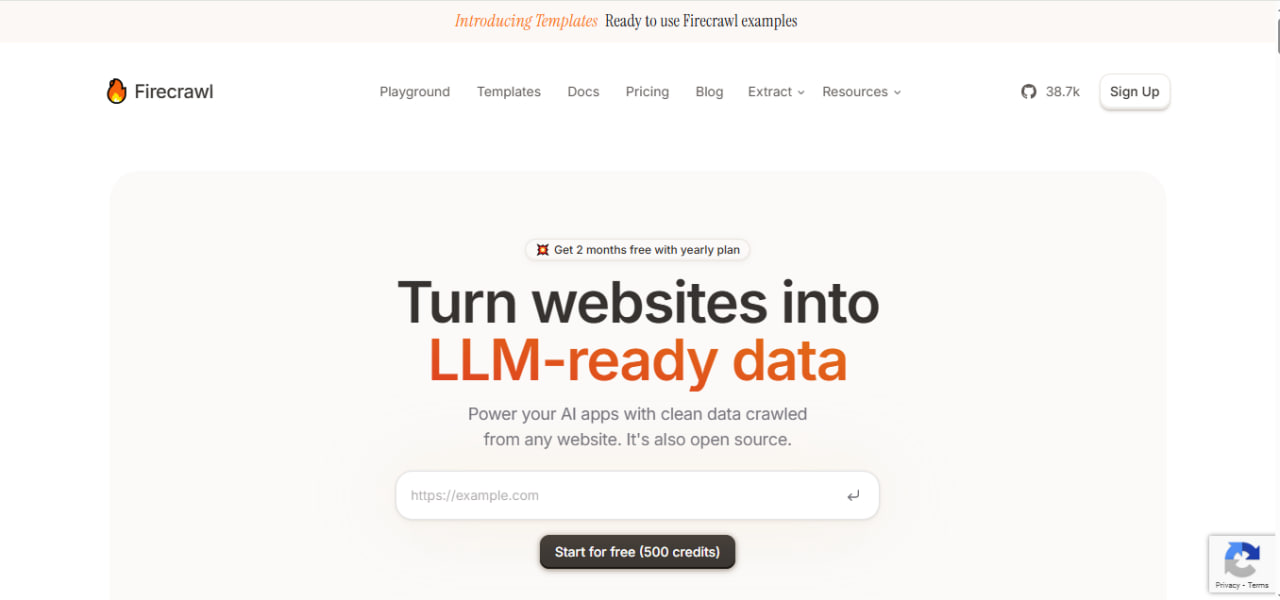 Introducing Templates Ready to use Firecrawl examples
Firecrawl Playground Templates Docs Pricing Blog Extract Resources 38.7k Sign Up
Get 2 months free with yearly plan
Turn websites into
LLM-ready data
Power your AI apps with clean data crawled
from any website. It's also open source.
https://example.com
Start for free (500 credits)
Privacy - Terms